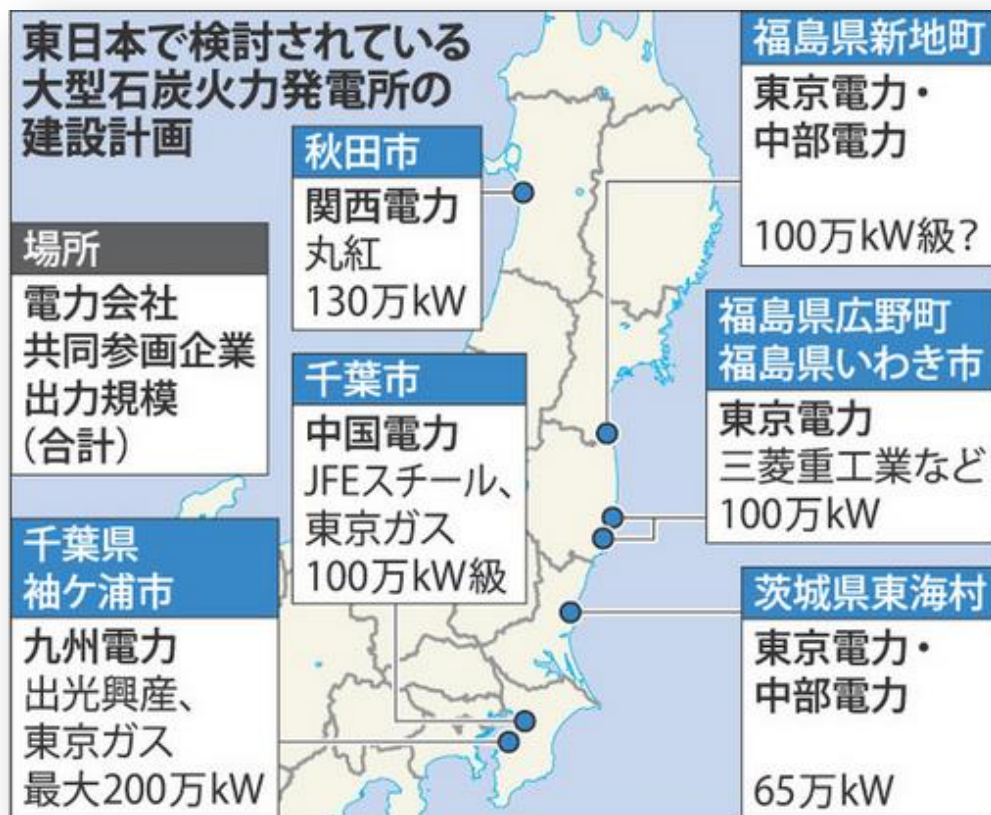 東日本で検討されている
大型石炭火力発電所の
建設計画
場所
電力会社
共同参画企業
出力規模
(合計)
秋田市
関西電力
丸紅
130万kW
千葉市
中国電力
JFEスチール、
東京ガス
100万kW級
千葉県
袖ケ浦市
九州電力
出光興産、
東京ガス
最大200万kW
福島県新地町
東京電力・
中部電力
100万kW級?
福島県広野町
福島県いわき市
東京電力
三菱重工業など
100万kW
茨城県東海村
東京電力・
中部電力
65万kW